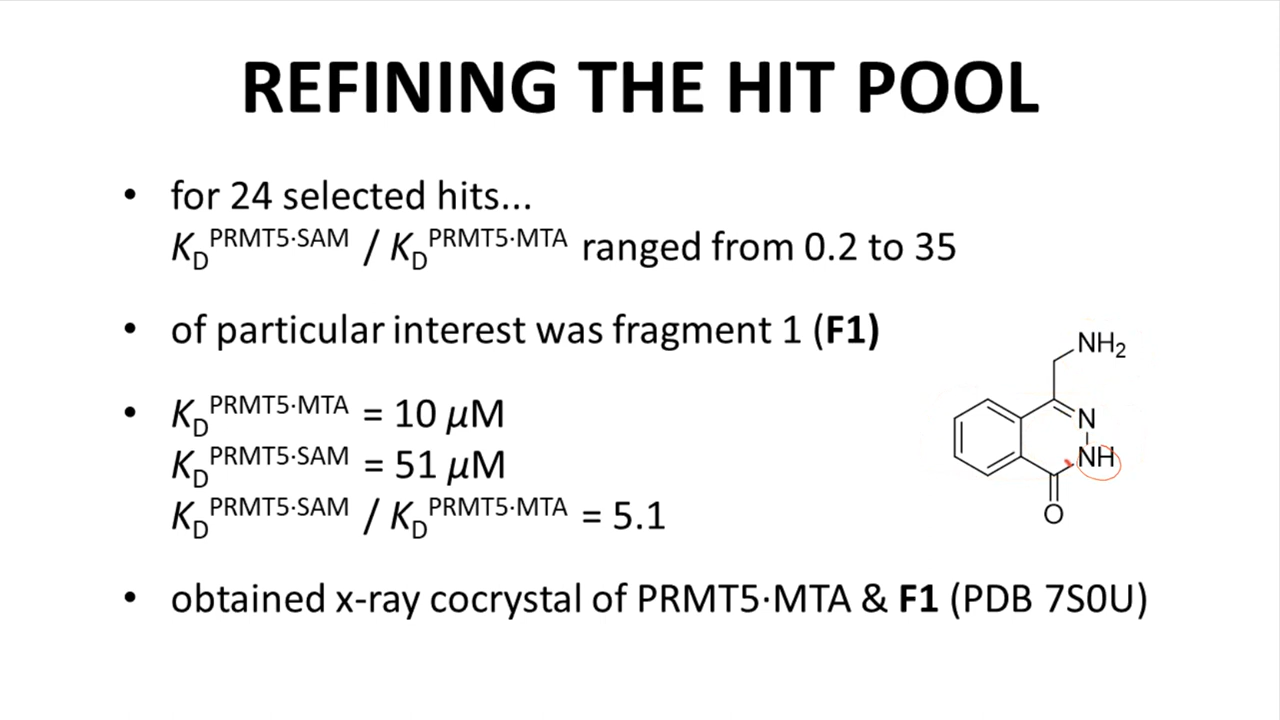 REFINING THE HIT POOL
• for 24 selected hits...
K_D^PRMT5·SAM / K_D^PRMT5·MTA ranged from 0.2 to 35
• of particular interest was fragment 1 (F1)
• K_D^PRMT5·MTA = 10 μM
K_D^PRMT5·SAM = 51 μM
K_D^PRMT5·SAM / K_D^PRMT5·MTA = 5.1
NH₂
N
NH
O
• obtained x-ray cocrystal of PRMT5·MTA & F1 (PDB 7S0U)